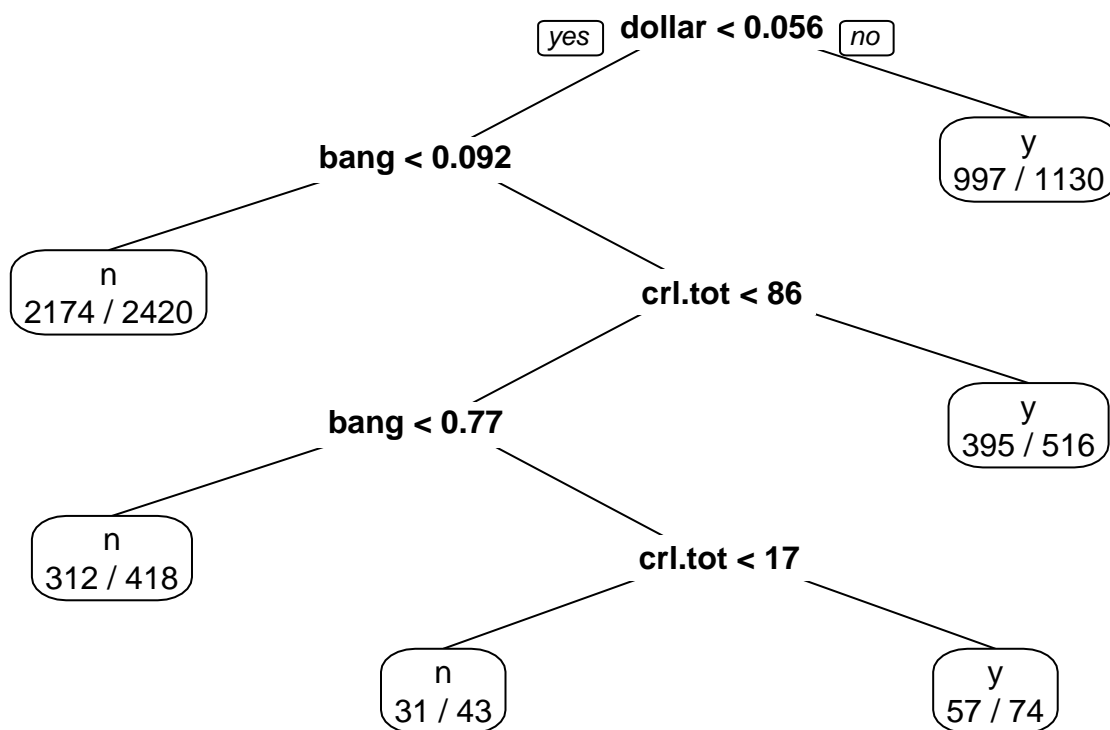 dollar < 0.056
yes
no
bang < 0.092
y
997 / 1130
n
2174 / 2420
crl.tot < 86
bang < 0.77
y
395 / 516
n
312 / 418
crl.tot < 17
n
31 / 43
y
57 / 74